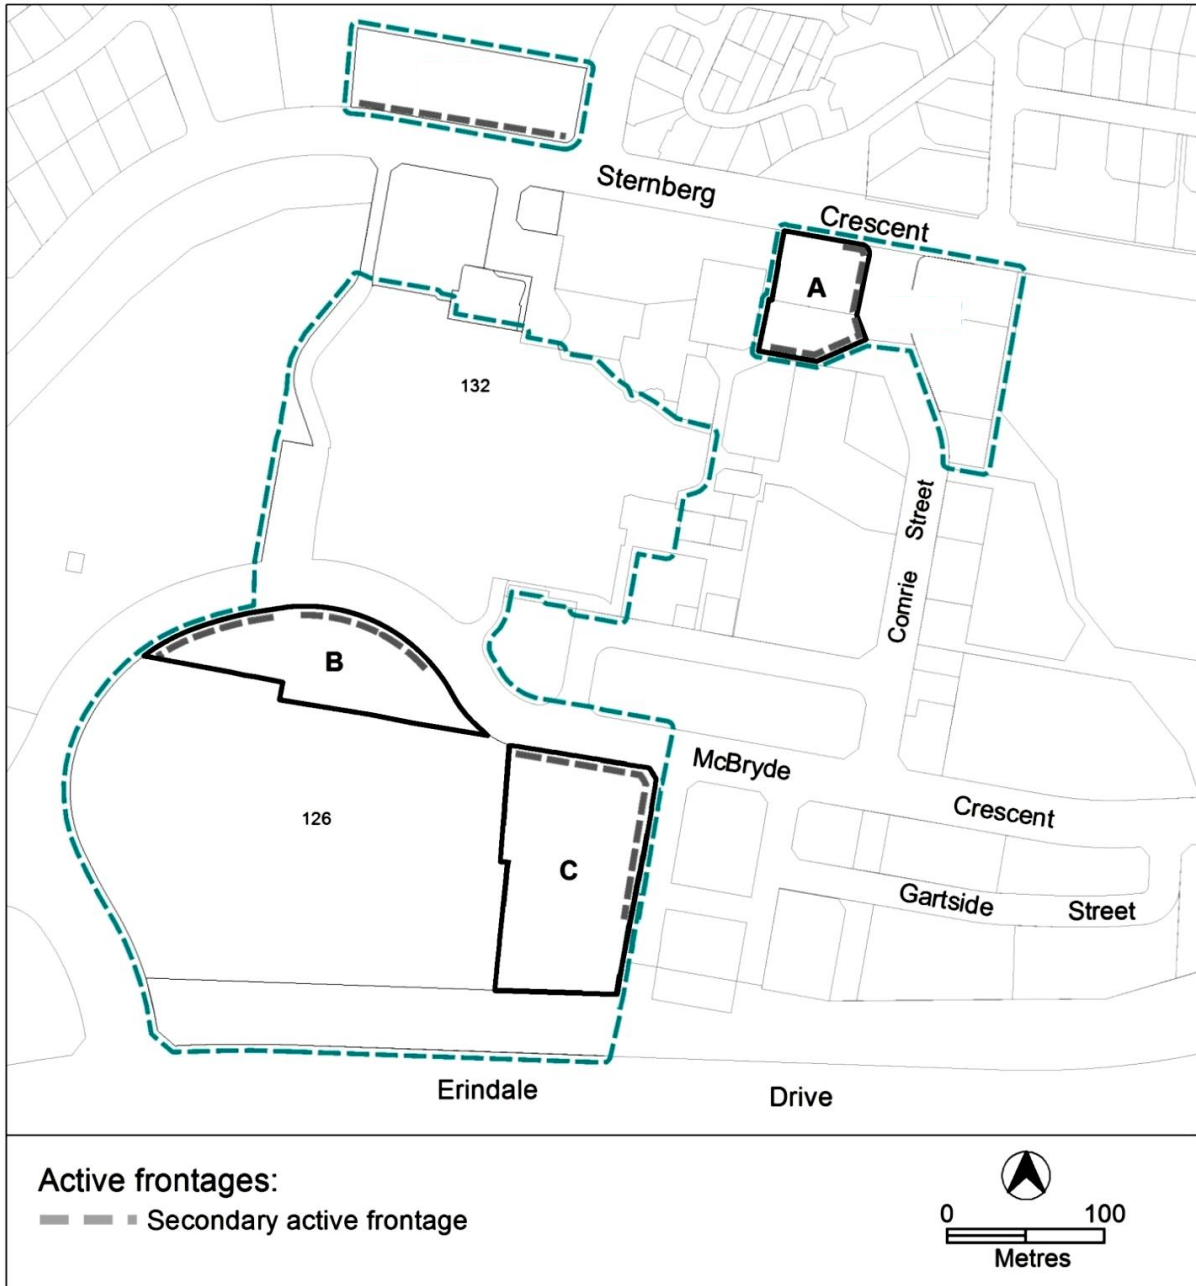 Sternberg
Crescent
A
132
Comrie Street
B
McBryde
Crescent
126
C
Gartside Street
Erindale Drive
Active frontages:
Secondary active frontage
0 100
Metres